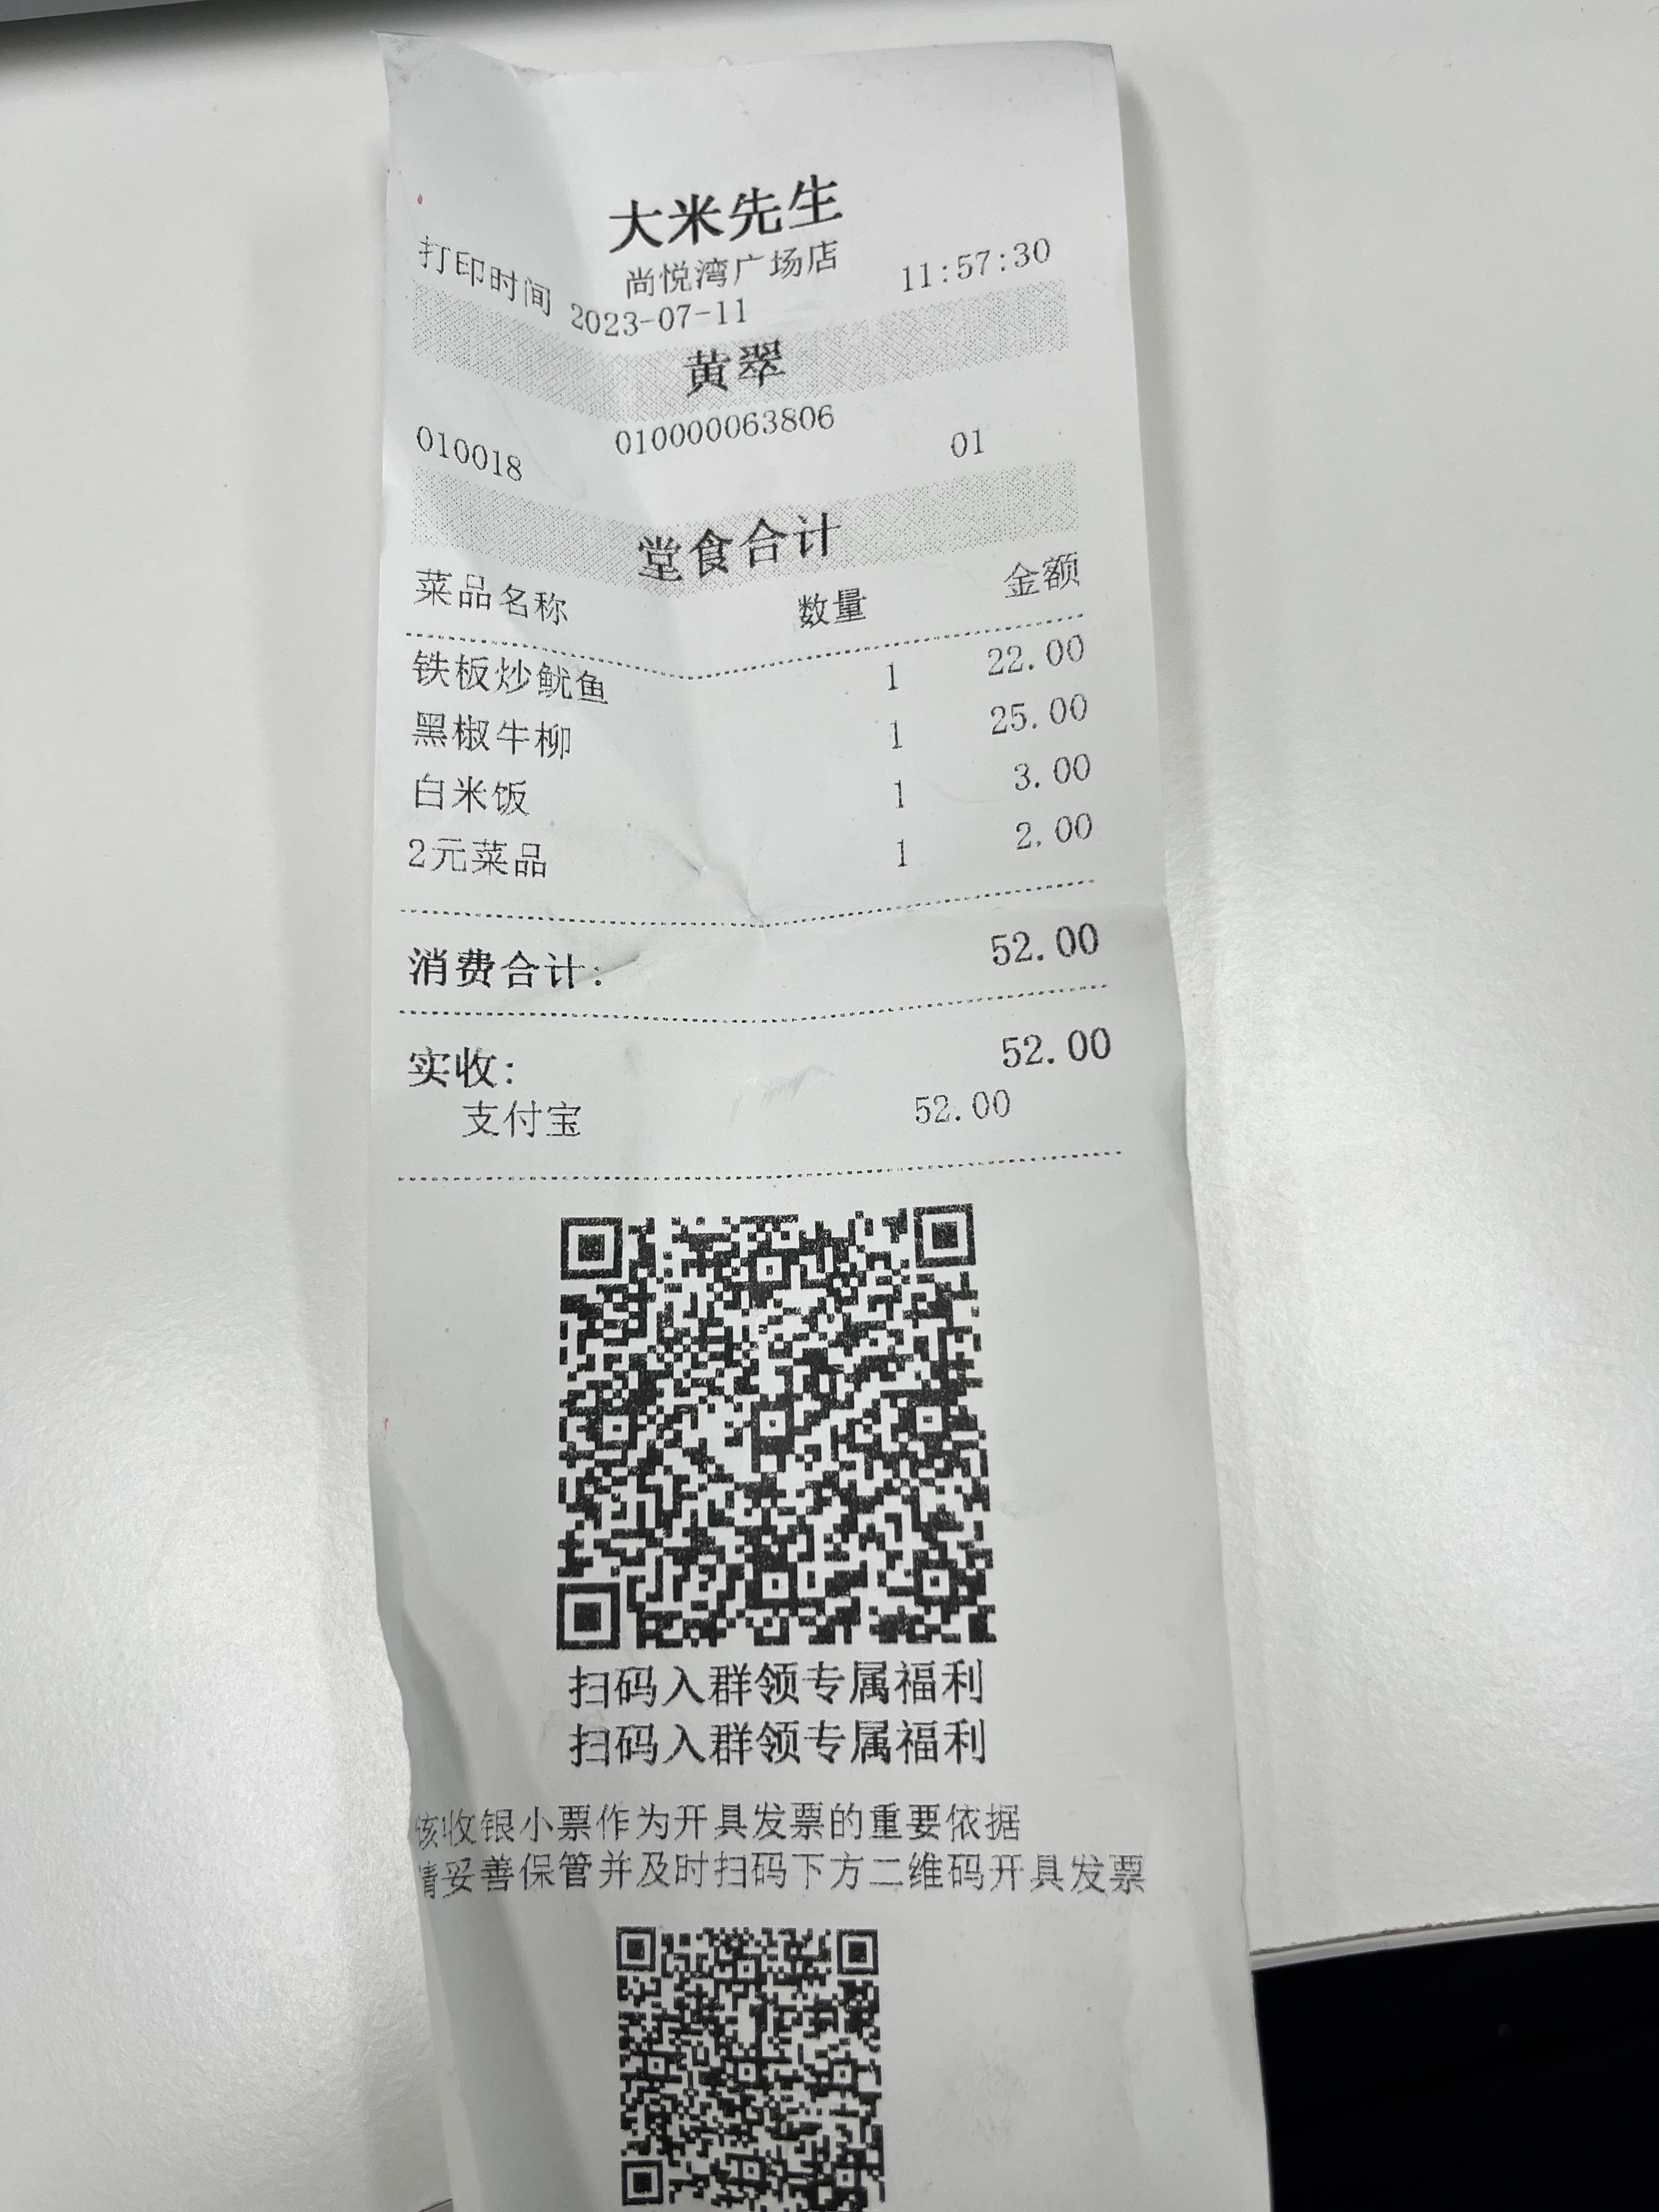 大米先生
尚悦湾广场店
打印时间 2023-07-11 11:57:30
黄翠
010018 010000063806 01
堂食合计
菜品名称 数量 金额
铁板炒鱿鱼 1 22.00
黑椒牛柳 1 25.00
白米饭 1 3.00
2元菜品 1 2.00
消费合计: 52.00
实收: 52.00
支付宝 52.00
扫码入群领专属福利
扫码入群领专属福利
该收银小票作为开具发票的重要依据
请妥善保管并及时扫码下方二维码开具发票